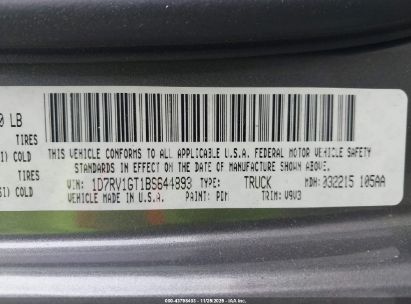 0 LB
TIRES
SI) COLD
TIRES
SI) COLD
THIS VEHICLE CONFORMS TO ALL APPLICABLE U.S.A. FEDERAL MOTOR VEHICLE SAFETY
STANDARDS IN EFFECT ON THE DATE OF MANUFACTURE SHOWN ABOVE.
VIN: 1D7RV1GT1BS644893 TYPE: TRUCK MDH: 032215 105AA
VEHICLE MADE IN U.S.A. PAINT: PDM TRIM: V9V3